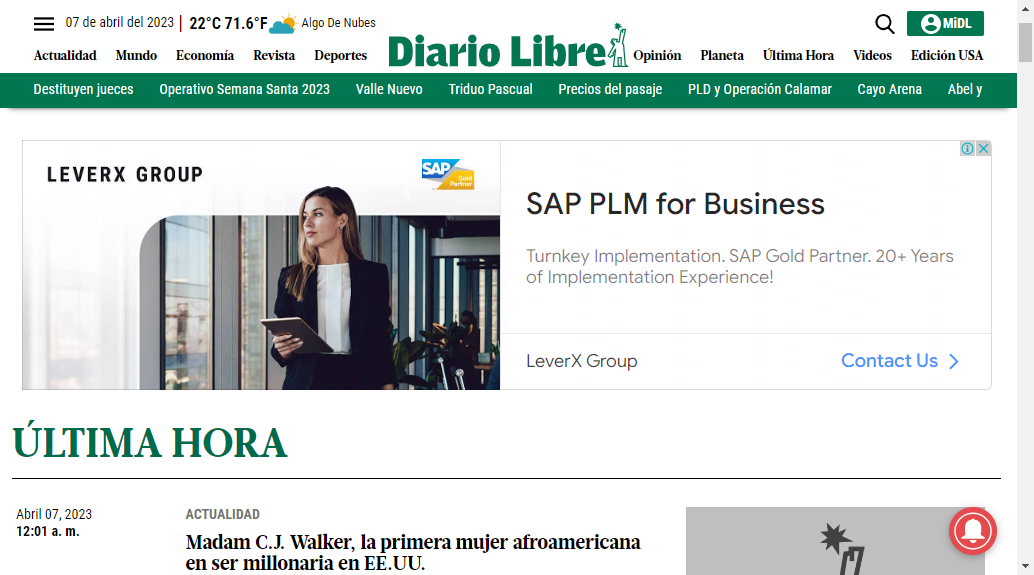 07 de abril del 2023 | 22°C 71.6°F Algo De Nubes
MiDL
Actualidad Mundo Economía Revista Deportes Diario Libre Opinión Planeta Última Hora Videos Edición USA
Destituyen jueces Operativo Semana Santa 2023 Valle Nuevo Triduo Pascual Precios del pasaje PLD y Operación Calamar Cayo Arena Abel y
LEVERX GROUP
SAP
Gold
Partner
SAP PLM for Business
Turnkey Implementation. SAP Gold Partner. 20+ Years
of Implementation Experience!
LeverX Group
Contact Us
ÚLTIMA HORA
Abril 07, 2023
12:01 a. m.
ACTUALIDAD
Madam C.J. Walker, la primera mujer afroamericana
en ser millonaria en EE.UU.